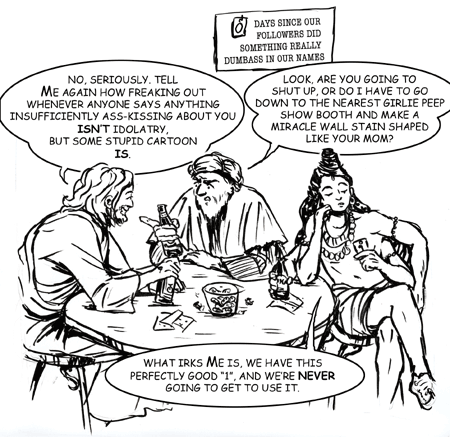 0 DAYS SINCE OUR
FOLLOWERS DID
SOMETHING REALLY
DUMBASS IN OUR NAMES
NO, SERIOUSLY. TELL
ME AGAIN HOW FREAKING OUT
WHENEVER ANYONE SAYS ANYTHING
INSUFFICIENTLY ASS-KISSING ABOUT YOU
ISN'T IDOLATRY,
BUT SOME STUPID CARTOON
IS.
LOOK, ARE YOU GOING TO
SHUT UP, OR DO I HAVE TO GO
DOWN TO THE NEAREST GIRLIE PEEP
SHOW BOOTH AND MAKE A
MIRACLE WALL STAIN SHAPED
LIKE YOUR MOM?
WHAT IRKS ME IS, WE HAVE THIS
PERFECTLY GOOD "1", AND WE'RE NEVER
GOING TO GET TO USE IT.